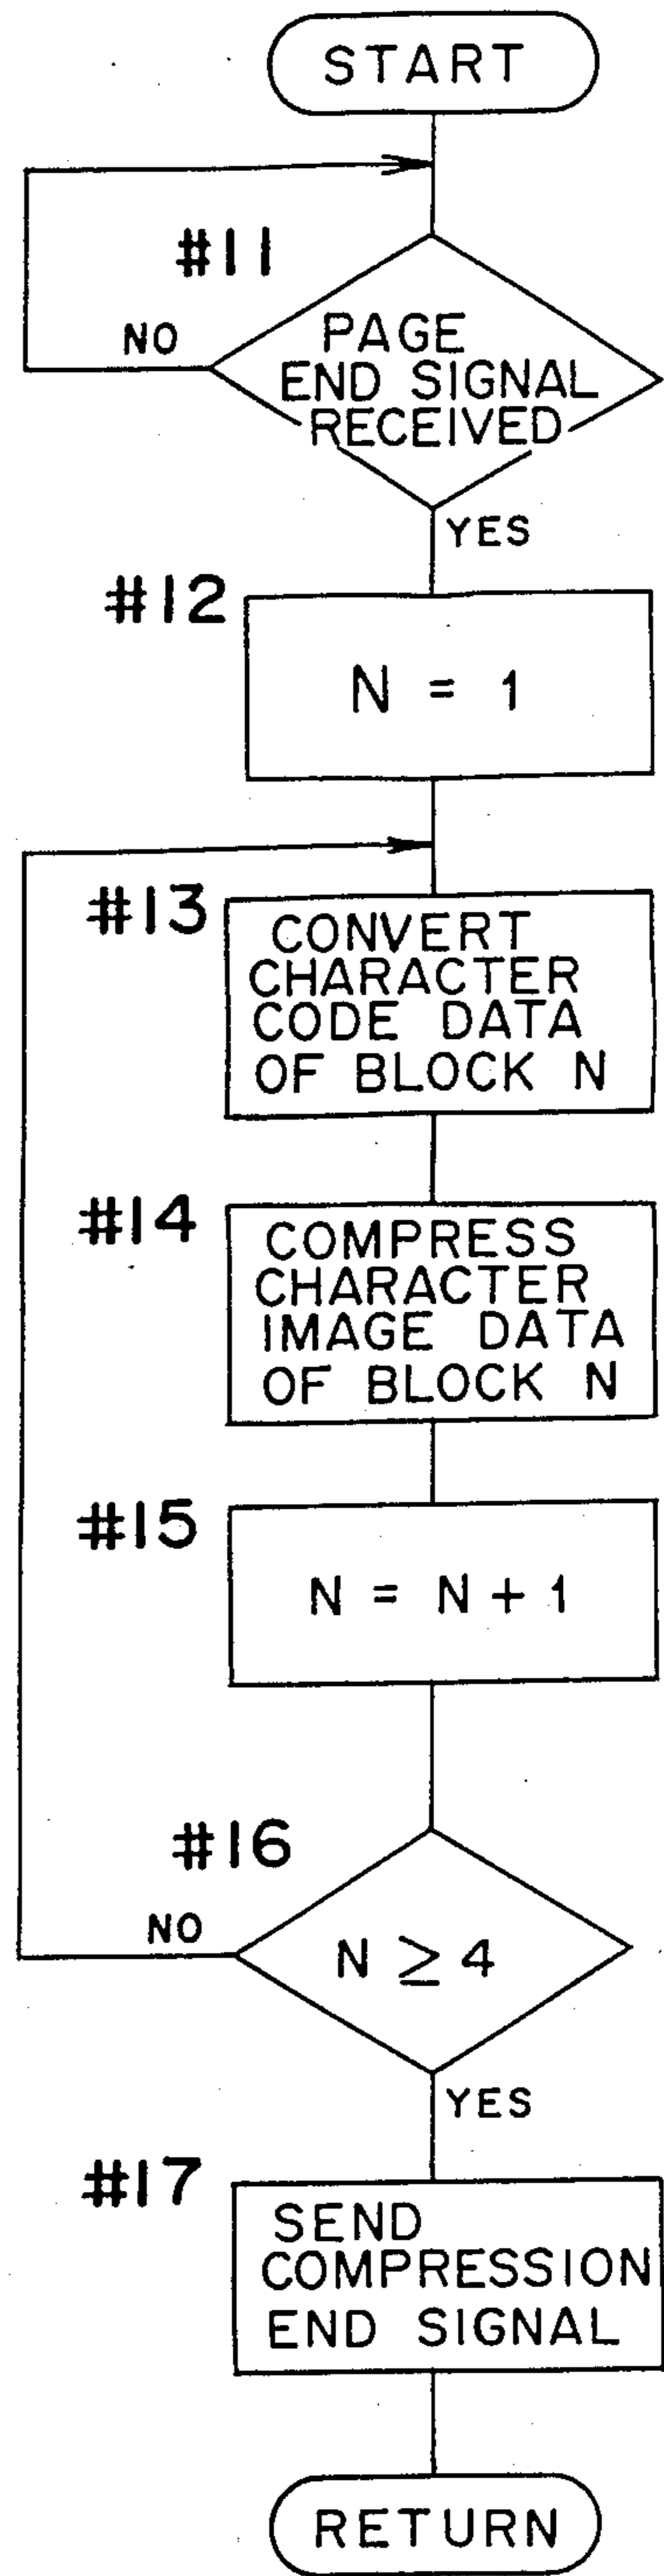 START
#11
NO
PAGE
END SIGNAL
RECEIVED
YES
#12
N = 1
#13
CONVERT
CHARACTER
CODE DATA
OF BLOCK N
#14
COMPRESS
CHARACTER
IMAGE DATA
OF BLOCK N
#15
N = N + 1
#16
NO
N ≥ 4
YES
#17
SEND
COMPRESSION
END SIGNAL
RETURN